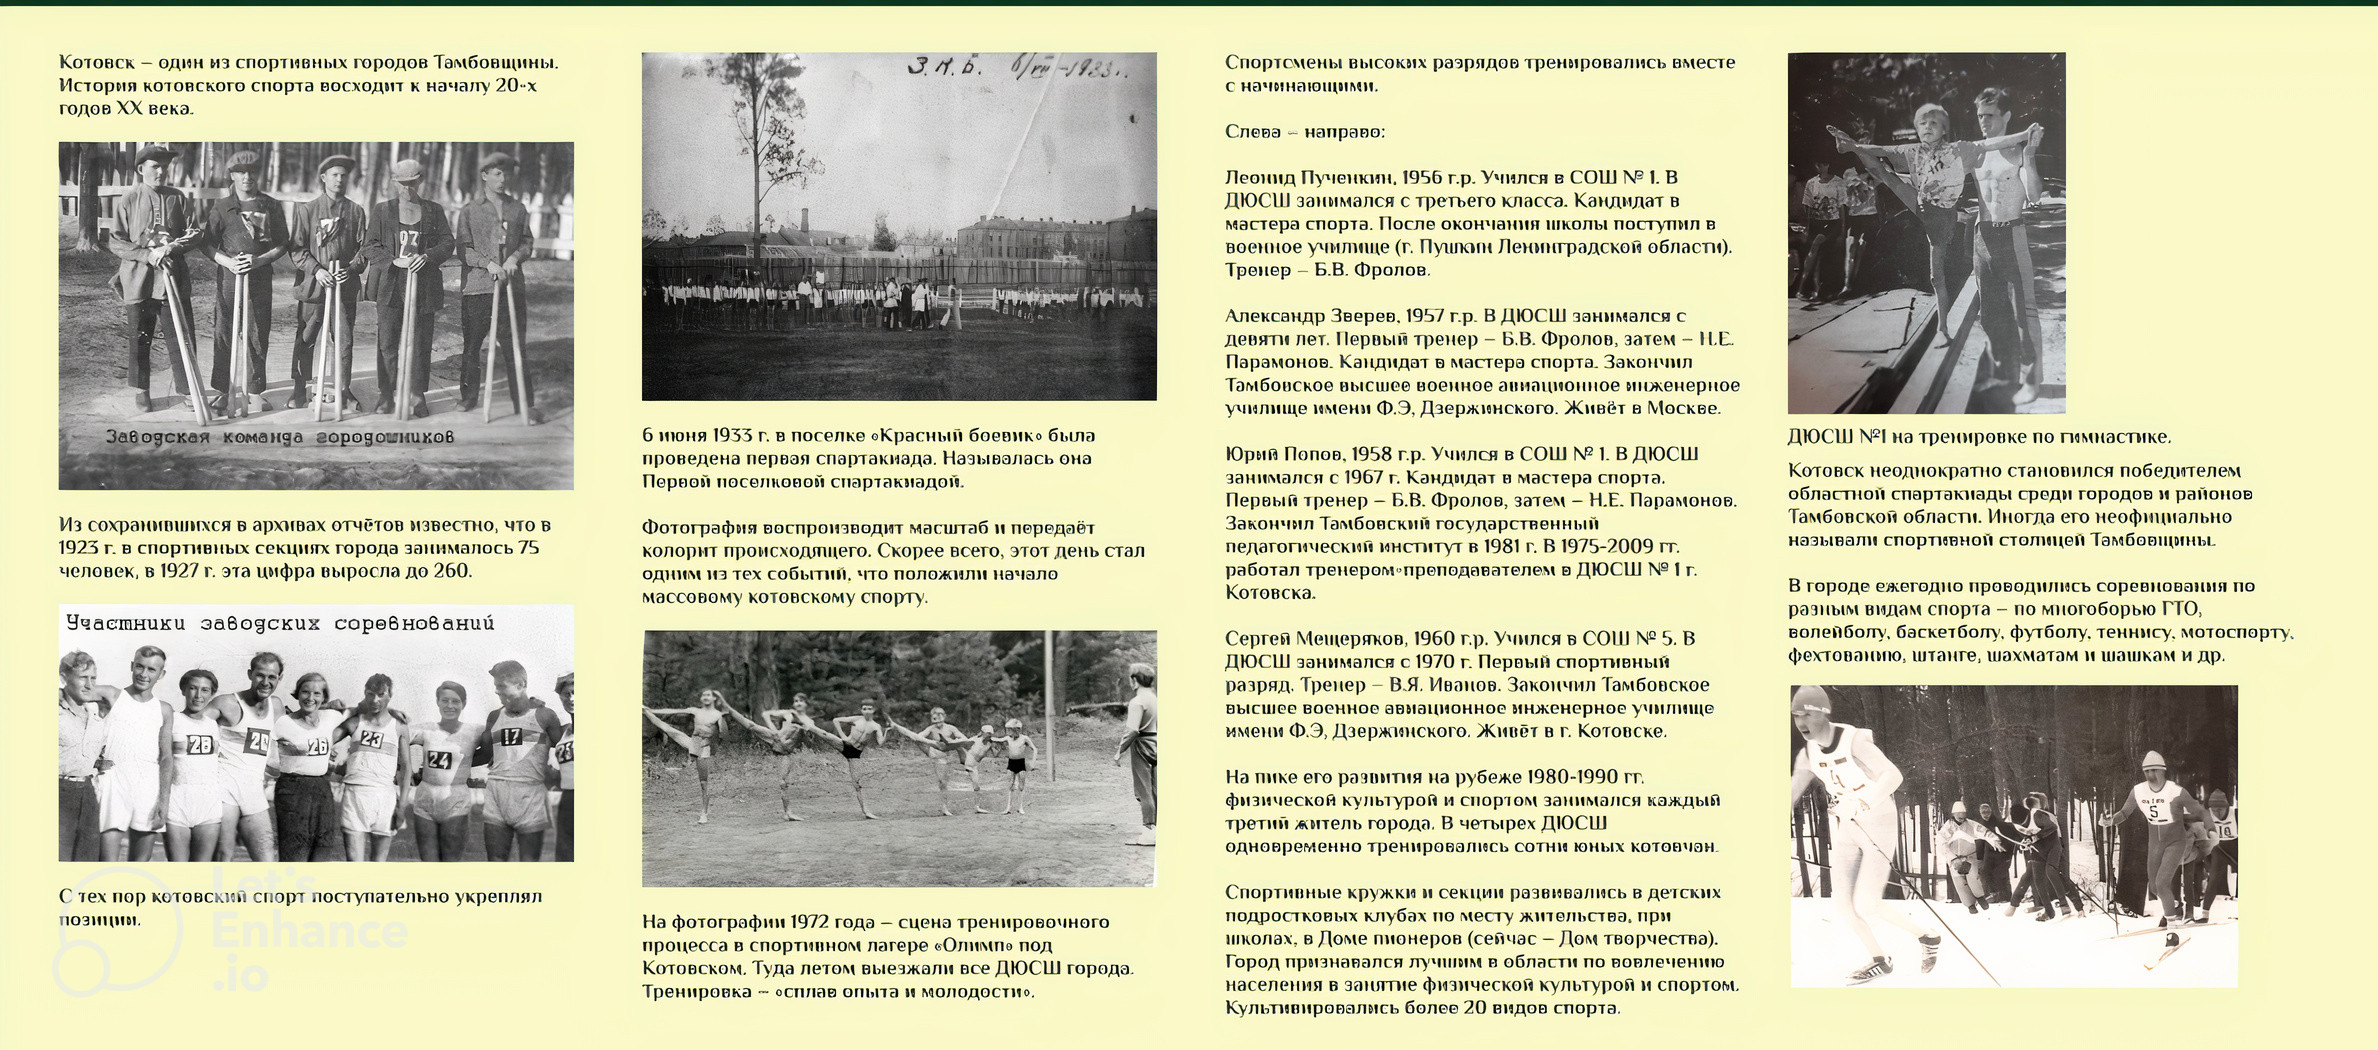 Котовск – один из спортивных городов Тамбовщины.
История котовского спорта восходит к началу 20-х
годов XX века.
Заводская команда городошников
Из сохранившихся в архивах отчётов известно, что в
1923 г. в спортивных секциях города занималось 75
человек, в 1927 г. эта цифра выросла до 260.
Участники заводских соревнований
28
26
23
24
17
С тех пор котовский спорт поступательно укреплял
позиции.
Let's
Enhance
.io
З.К.Б. 6/VII-1933г.
6 июня 1933 г. в поселке «Красный боевик» была
проведена первая спартакиада. Называлась она
Первой поселковой спартакиадой.
Фотография воспроизводит масштаб и передаёт
колорит происходящего. Скорее всего, этот день стал
одним из тех событий, что положили начало
массовому котовскому спорту.
На фотографии 1972 года – сцена тренировочного
процесса в спортивном лагере «Олимп» под
Котовском. Туда летом выезжали все ДЮСШ города.
Тренировка – «сплав опыта и молодости».
Спортсмены высоких разрядов тренировались вместе
с начинающими.
Слева – направо:
Леонид Пученкин, 1956 г.р. Учился в СОШ № 1. В
ДЮСШ занимался с третьего класса. Кандидат в
мастера спорта. После окончания школы поступил в
военное училище (г. Пушкин Ленинградской области).
Тренер – Б.В. Фролов.
Александр Зверев, 1957 г.р. В ДЮСШ занимался с
девяти лет. Первый тренер – Б.В. Фролов, затем – Н.Е.
Парамонов. Кандидат в мастера спорта. Закончил
Тамбовское высшее военное авиационное инженерное
училище имени Ф.Э, Дзержинского. Живёт в Москве.
Юрий Попов, 1958 г.р. Учился в СОШ № 1. В ДЮСШ
занимался с 1967 г. Кандидат в мастера спорта.
Первый тренер – Б.В. Фролов, затем – Н.Е. Парамонов.
Закончил Тамбовский государственный
педагогический институт в 1981 г. В 1975-2009 гг.
работал тренером-преподавателем в ДЮСШ № 1 г.
Котовска.
Сергей Мещеряков, 1960 г.р. Учился в СОШ № 5. В
ДЮСШ занимался с 1970 г. Первый спортивный
разряд. Тренер – В.Я. Иванов. Закончил Тамбовское
высшее военное авиационное инженерное училище
имени Ф.Э, Дзержинского. Живёт в г. Котовске.
На пике его развития на рубеже 1980-1990 гг.
физической культурой и спортом занимался каждый
третий житель города. В четырех ДЮСШ
одновременно тренировались сотни юных котовчан.
Спортивные кружки и секции развивались в детских
подростковых клубах по месту жительства, при
школах, в Доме пионеров (сейчас – Дом творчества).
Город признавался лучшим в области по вовлечению
населения в занятие физической культурой и спортом.
Культивировались более 20 видов спорта.
ДЮСШ №1 на тренировке по гимнастике.
Котовск неоднократно становился победителем
областной спартакиады среди городов и районов
Тамбовской области. Иногда его неофициально
называли спортивной столицей Тамбовщины.
В городе ежегодно проводились соревнования по
разным видам спорта – по многоборью ГТО,
волейболу, баскетболу, футболу, теннису, мотоспорту,
фехтованию, штанге, шахматам и шашкам и др.
5